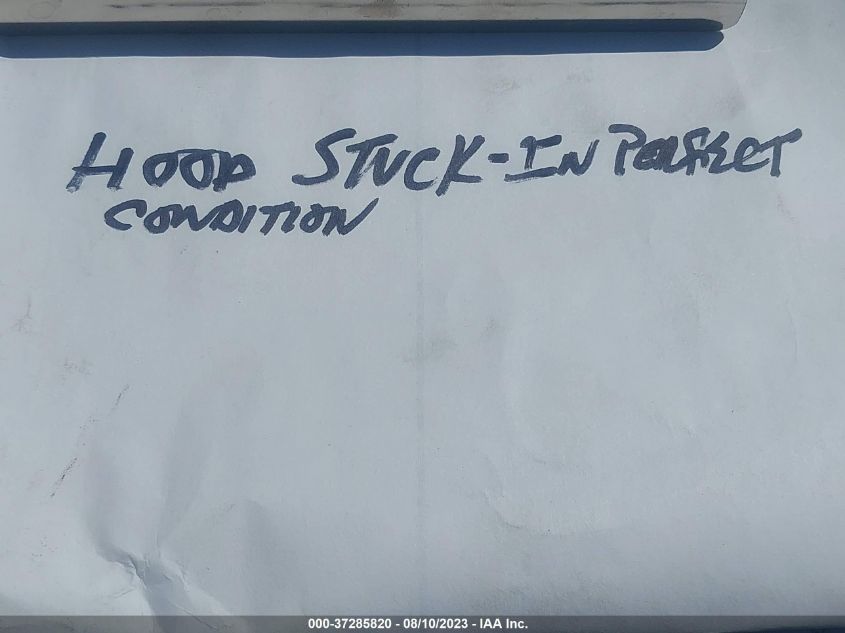 HOOD STUCK-IN PERFECT
CONDITION
000-37285820 - 08/10/2023 - IAA Inc.